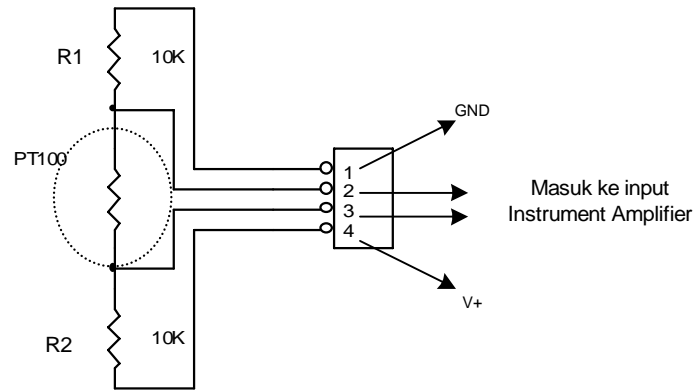 R1
10K
GND
PT100
1
2
3
4
Masuk ke input
Instrument Amplifier
V+
R2
10K